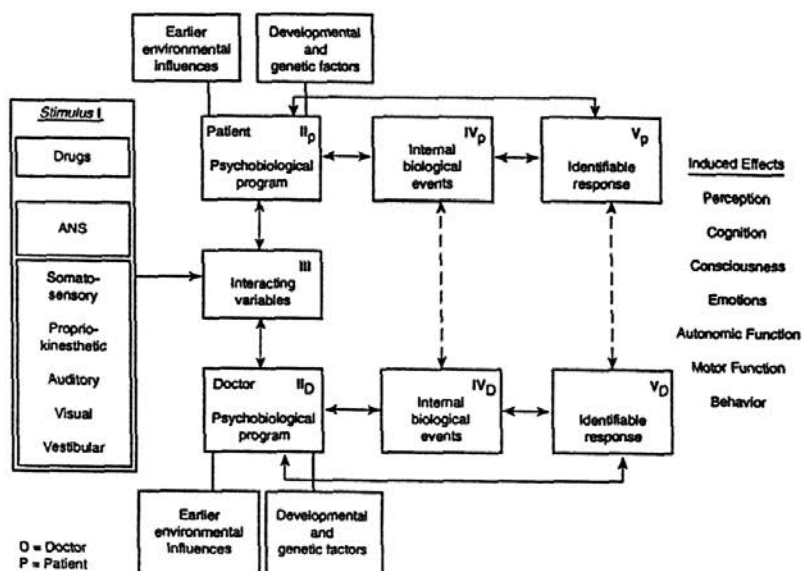 Earlier
environmental
influences
Developmental
and
genetic factors
Stimulus I
Drugs
ANS
Somato-
sensory
Proprio-
kinesthetic
Auditory
Visual
Vestibular
Patient IIp
Psychobiological
program
IVp
Internal
biological
events
Vp
Identifiable
response
III
Interacting
variables
Doctor IID
Psychobiological
program
IVD
Internal
biological
events
VD
Identifiable
response
Induced Effects
Perception
Cognition
Consciousness
Emotions
Autonomic Function
Motor Function
Behavior
Earlier
environmental
influences
Developmental
and
genetic factors
D = Doctor
P = Patient